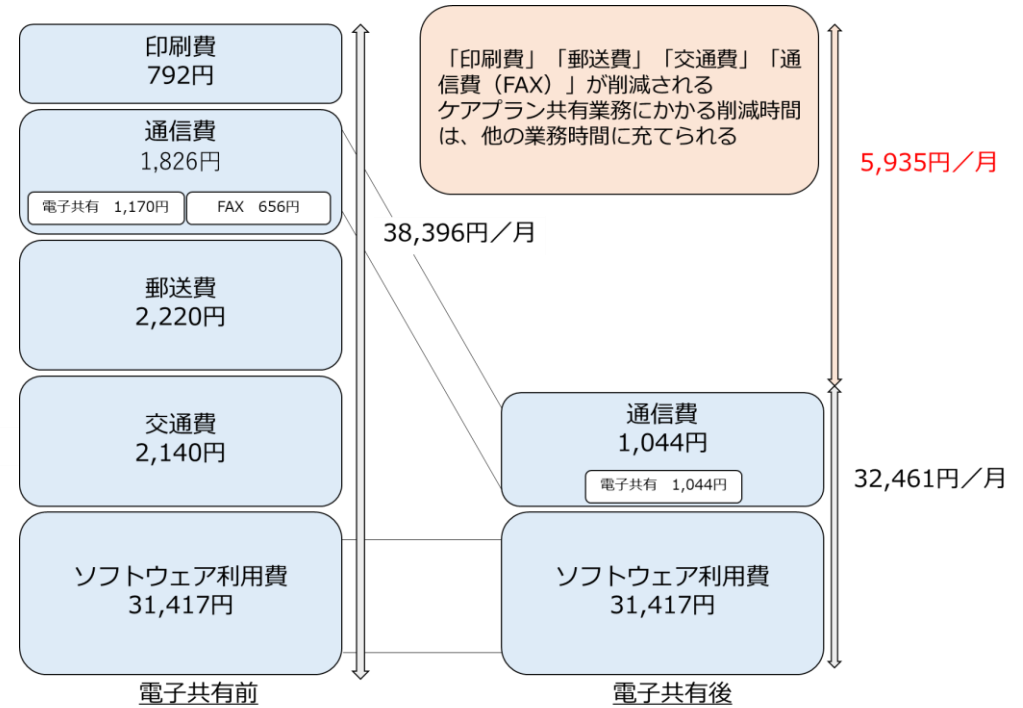 印刷費
792円
通信費
1,826円
電子共有　1,170円
FAX　656円
郵送費
2,220円
交通費
2,140円
ソフトウェア利用費
31,417円
電子共有前
38,396円／月
「印刷費」「郵送費」「交通費」「通
信費（FAX）」が削減される
ケアプラン共有業務にかかる削減時間
は、他の業務時間に充てられる
5,935円／月
通信費
1,044円
電子共有　1,044円
ソフトウェア利用費
31,417円
電子共有後
32,461円／月